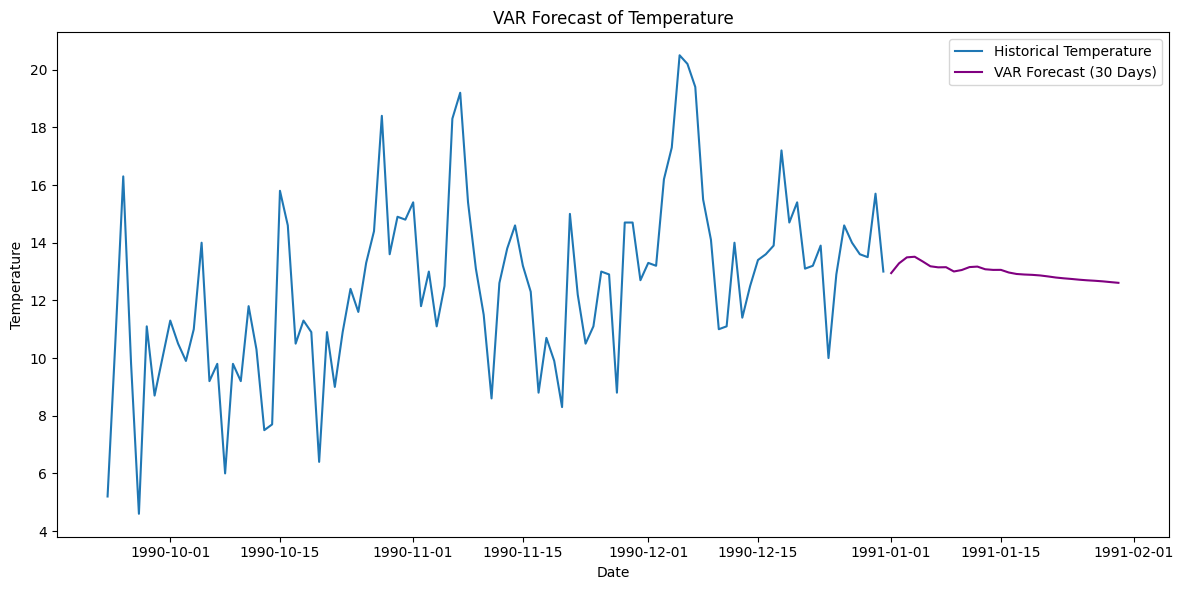 VAR Forecast of Temperature
Historical Temperature
VAR Forecast (30 Days)
Temperature
20
18
16
14
12
10
8
6
4
1990-10-01 1990-10-15 1990-11-01 1990-11-15 1990-12-01 1990-12-15 1991-01-01 1991-01-15 1991-02-01
Date